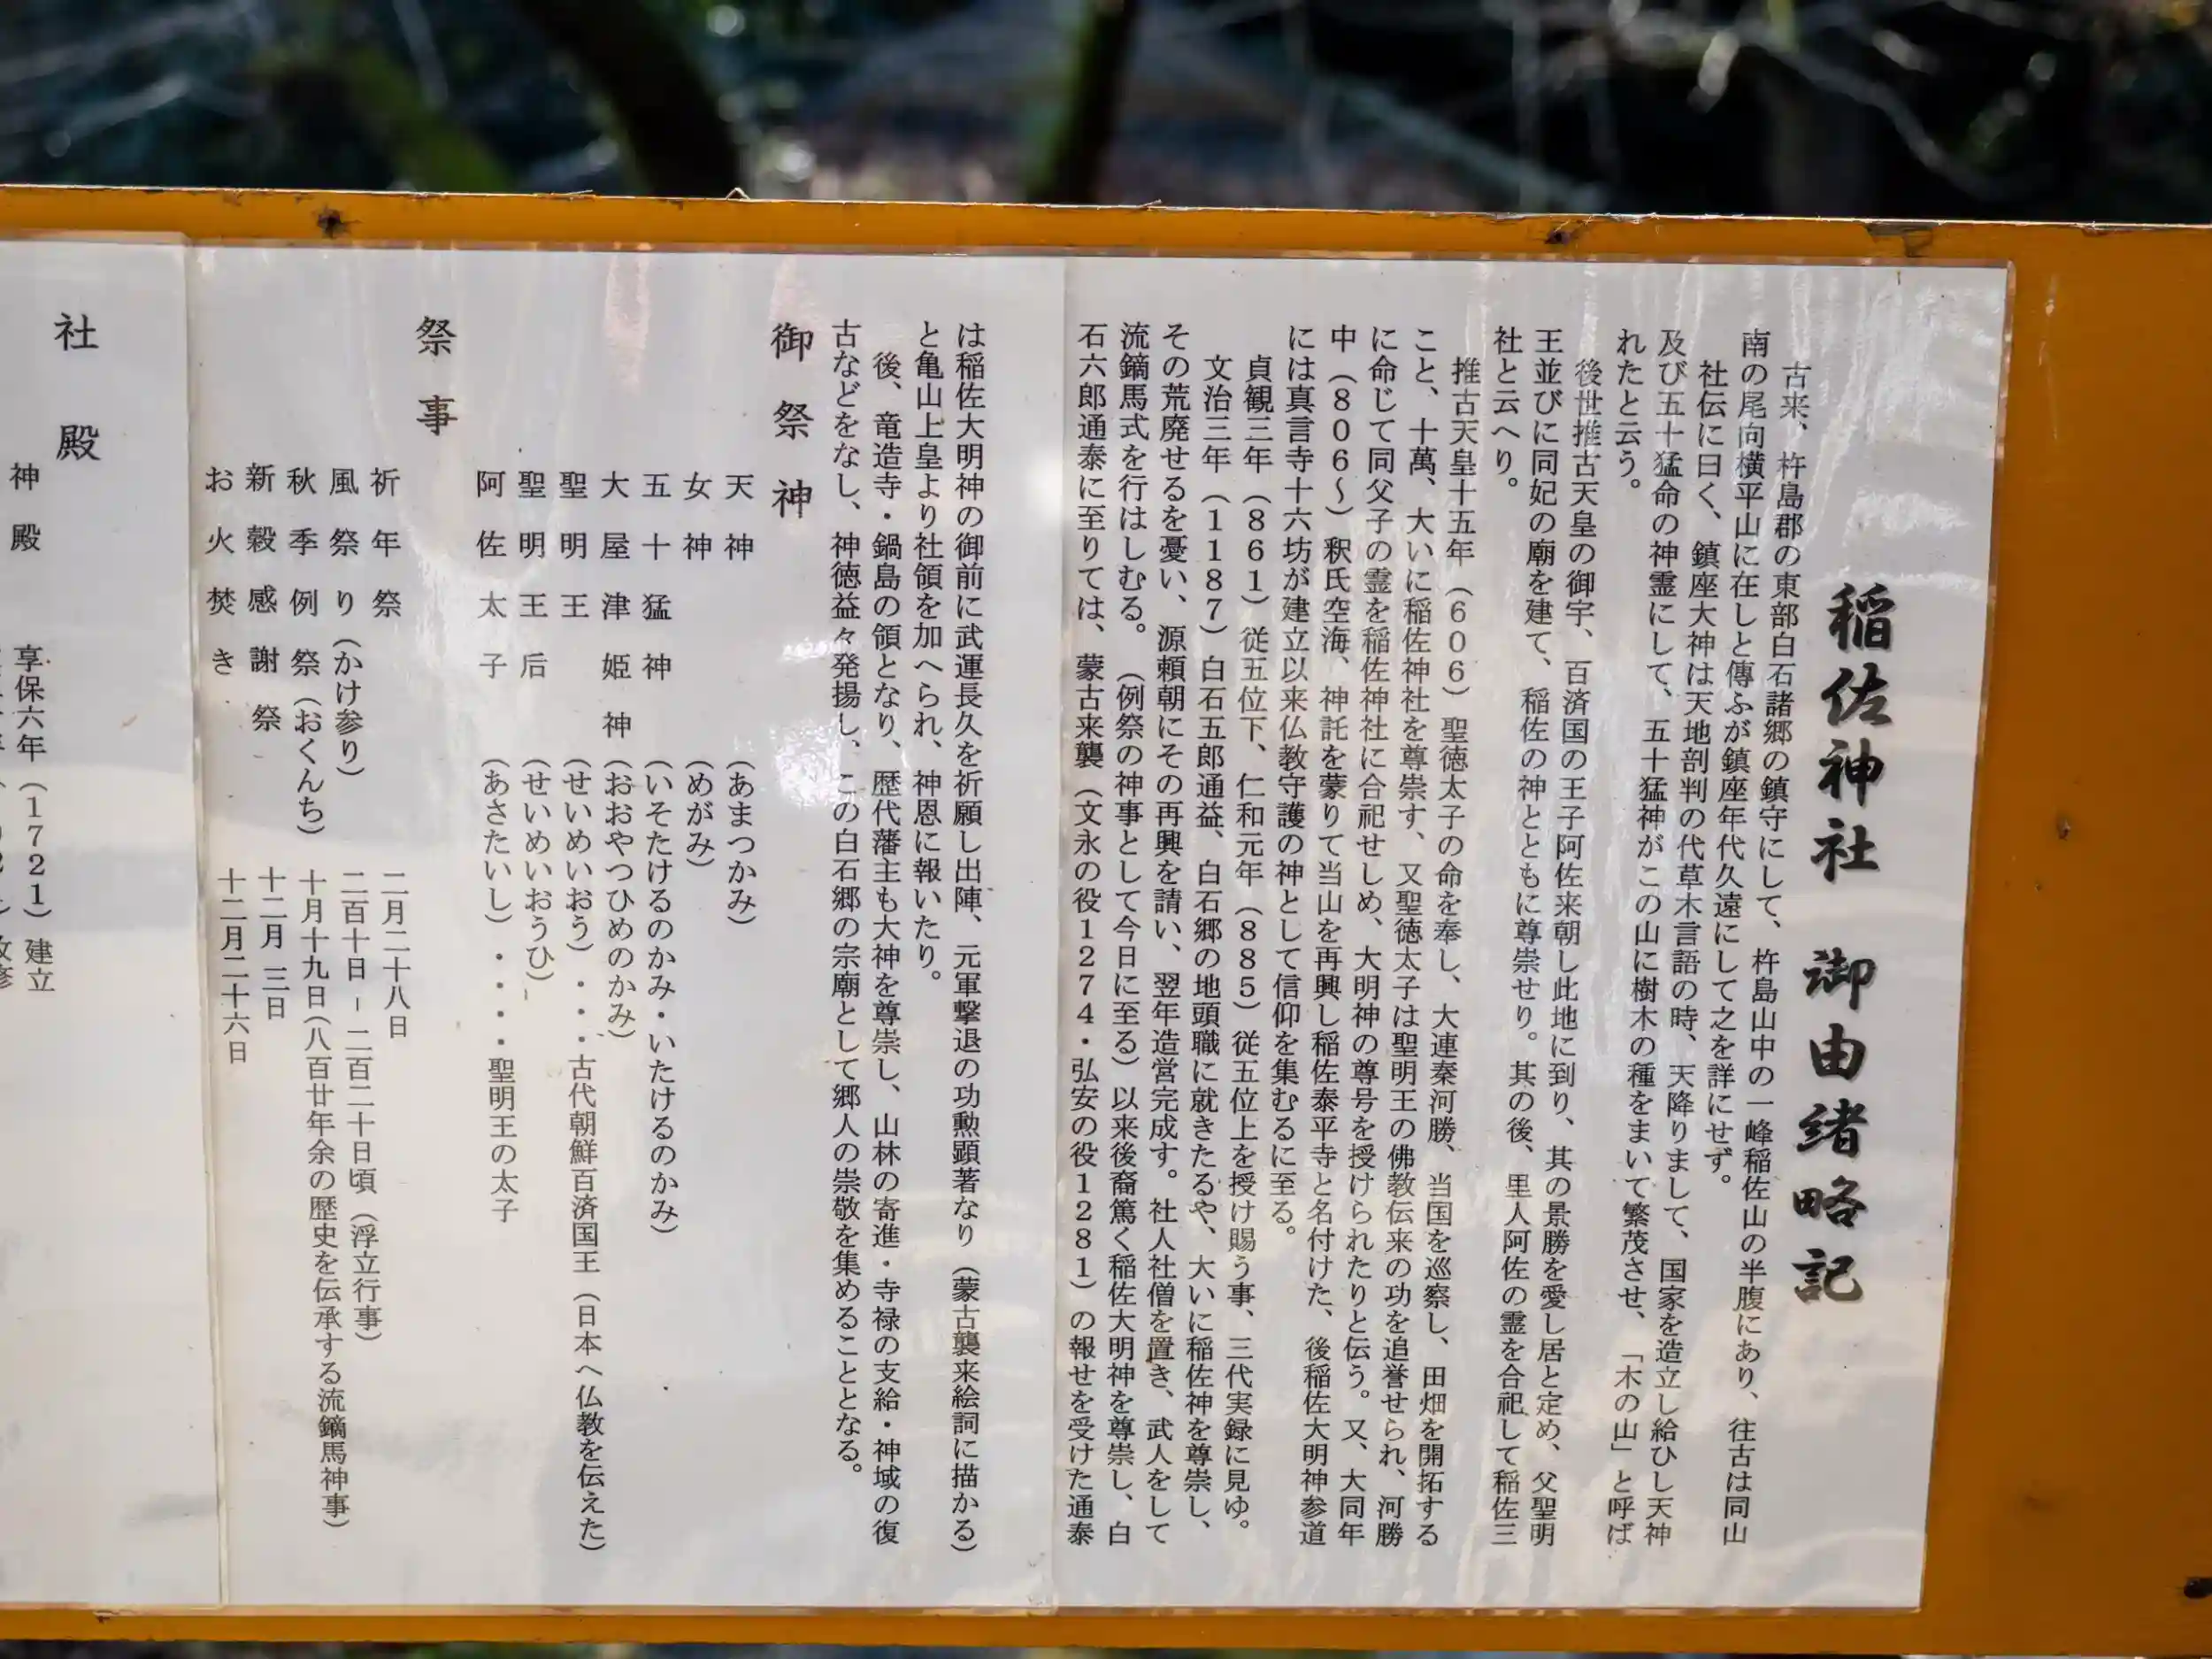 稲佐神社 御由緒略記
古来、杵島郡の東部白石諸郷の鎮守にして、杵島山中の一峰稲佐山の半腹にあり、往古は同山
南の尾向横平山に在しと傳ふが鎮座年代久遠にして之を詳にせず。
社伝に曰く、鎮座大神は天地剖判の代草木言語の時、天降りまして、国家を造立し給ひし天神
及び五十猛命の神霊にして、五十猛神がこの山に樹木の種をまいて繁茂させ、「木の山」と呼ば
れたと云う。
後世推古天皇の御宇、百済国の王子阿佐来朝し此地に到り、其の景勝を愛し居と定め、父聖明
王並びに同妃の廟を建て、稲佐の神とともに尊崇せり。其の後、里人阿佐の霊を合祀して稲佐三
社と云へり。
推古天皇十五年（６０６）聖徳太子の命を奉し、大連秦河勝、当国を巡察し、田畑を開拓する
こと、十萬、大いに稲佐神社を尊崇す、又聖徳太子は聖明王の佛教伝来の功を追誉せられ、河勝
に命じて同父子の霊を稲佐神社に合祀せしめ、大明神の尊号を授けられたりと伝う。又、大同年
中（８０６～）釈氏空海、神託を蒙りて当山を再興し稲佐泰平寺と名付けた、後稲佐大明神参道
には真言寺十六坊が建立以来仏教守護の神として信仰を集むるに至る。
貞観三年（８６１）従五位下、仁和元年（８８５）従五位上を授け賜う事、三代実録に見ゆ。
文治三年（１１８７）白石五郎通益、白石郷の地頭職に就きたるや、大いに稲佐神を尊崇し、
その荒廃せるを憂い、源頼朝にその再興を請い、翌年造営完成す。社人社僧を置き、武人をして
流鏑馬式を行はしむる。（例祭の神事として今日に至る）以来後裔篤く稲佐大明神を尊崇し、白
石六郎通泰に至りては、蒙古来襲（文永の役１２７４・弘安の役１２８１）の報せを受けた通泰
は稲佐大明神の御前に武運長久を祈願し出陣、元軍撃退の功勲顕著なり（蒙古襲来絵詞に描かる）
と亀山上皇より社領を加へられ、神恩に報いたり。
後、竜造寺・鍋島の領となり、歴代藩主も大神を尊崇し、山林の寄進・寺禄の支給・神域の復
古などをなし、神徳益々発揚し、この白石郷の宗廟として郷人の崇敬を集めることとなる。
御祭神
天神 （あまつかみ）
女神 （めがみ）
五十猛神 （いそたけるのかみ・いたけるのかみ）
大屋津姫神 （おおやつひめのかみ）
聖明王 （せいめいおう）・・・古代朝鮮百済国王（日本へ仏教を伝えた）
聖明王后 （せいめいおうひ）
阿佐太子 （あさたいし）・・・・聖明王の太子
祭事
祈年祭 二月二十八日
風祭り（かけ参り） 二百十日－二百二十日頃（浮立行事）
秋季例祭（おくんち） 十月十九日（八百廿年余の歴史を伝承する流鏑馬神事）
新穀感謝祭 十二月三日
お火焚き 十二月二十六日
社殿
神殿 享保六年（１７２１）建立